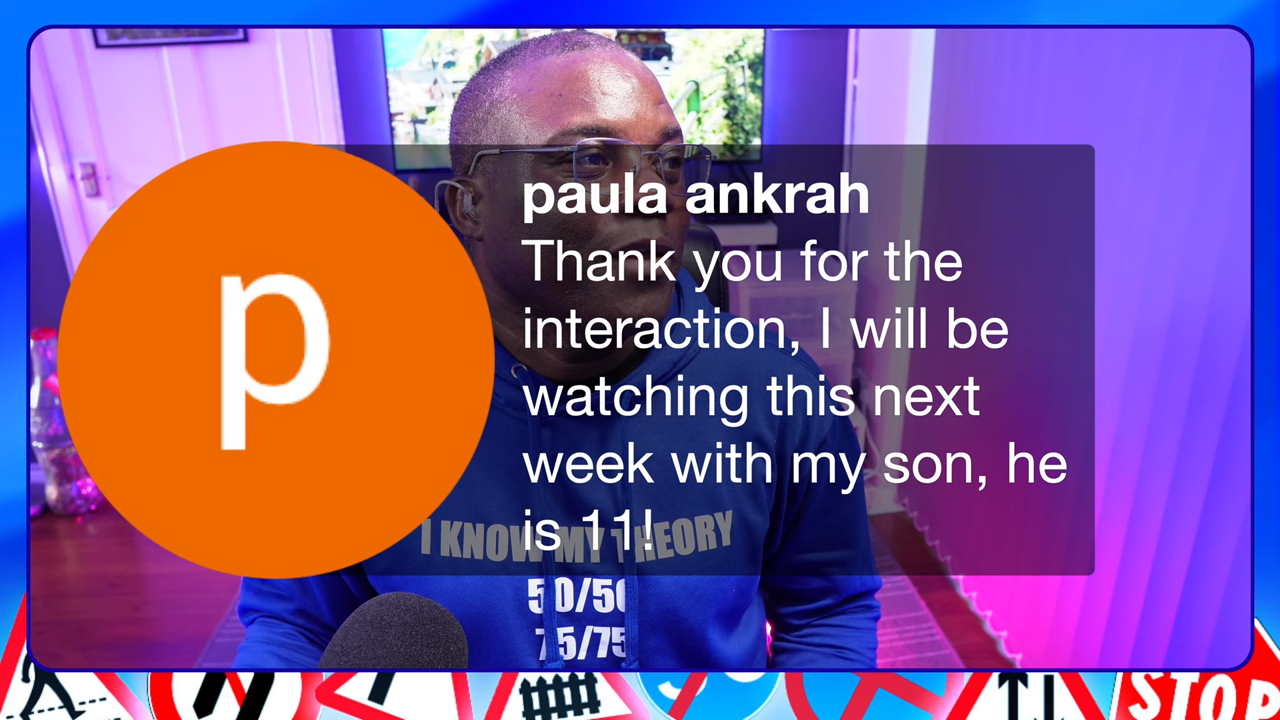 p
paula ankrah
Thank you for the
interaction, I will be
watching this next
week with my son, he
is 11!
I KNOW MY THEORY
50/50
75/75
STOP